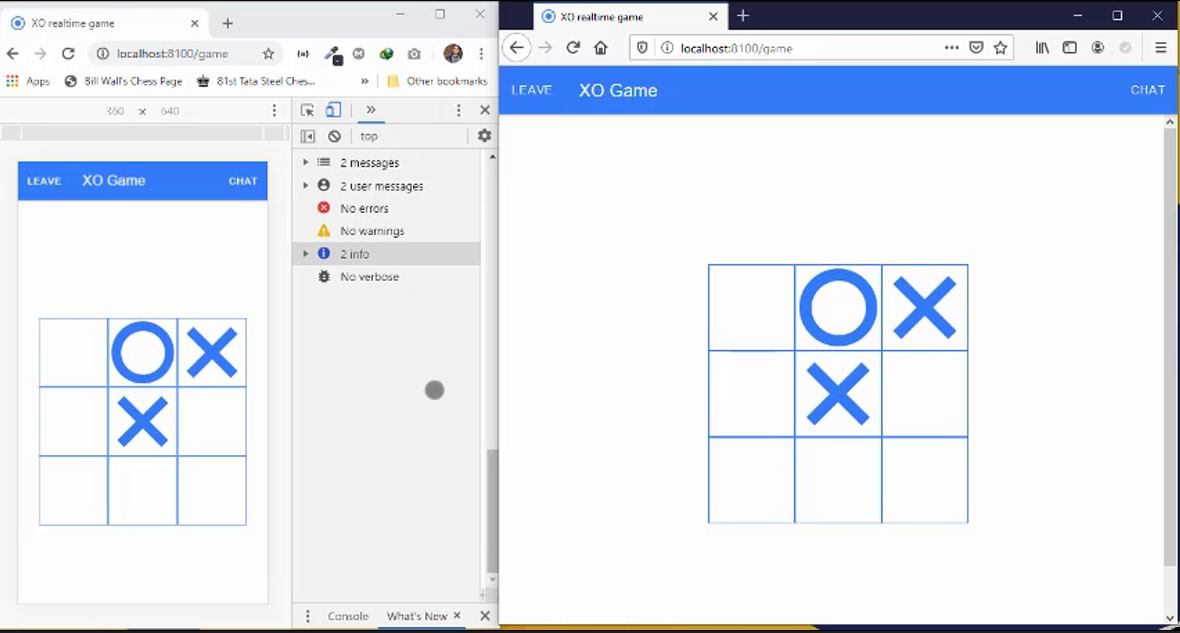 XO realtime game
localhost:8100/game
Apps
Bill Wall's Chess Page
81st Tata Steel Ches...
»
Other bookmarks
360 × 640
»
top
LEAVE XO Game CHAT
2 messages
2 user messages
No errors
No warnings
2 info
No verbose
Console What's New
XO realtime game
localhost:8100/game
LEAVE XO Game CHAT
O X
X
O X
X